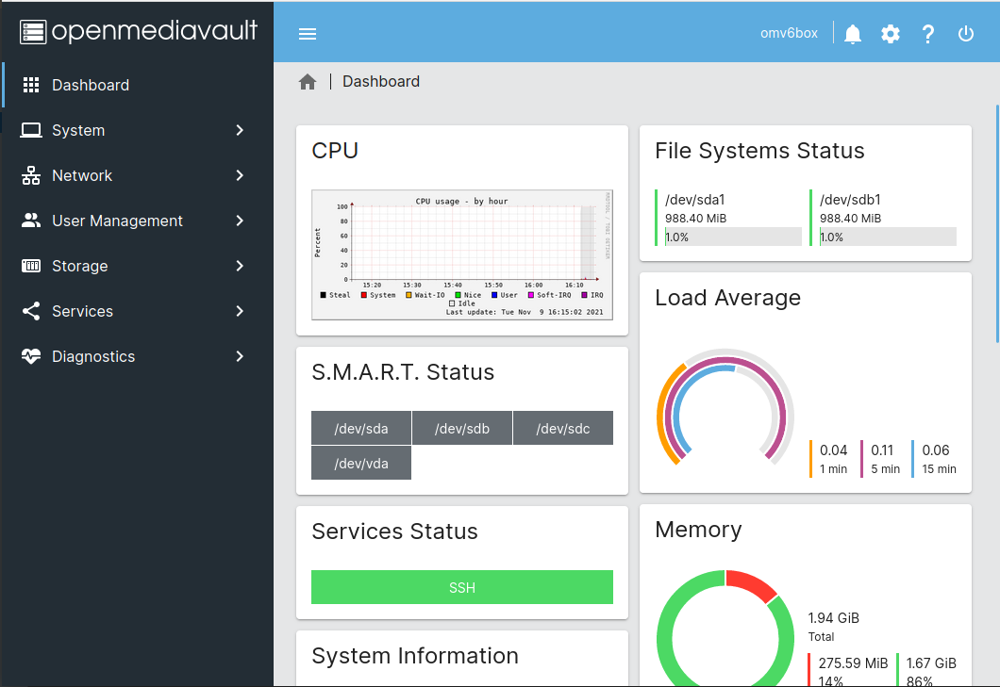 openmediavault
omv6box
Dashboard
System
Network
User Management
Storage
Services
Diagnostics
Dashboard
CPU
CPU usage - by hour
Percent
100
80
60
40
20
0
15:20 15:30 15:40 15:50 16:00 16:10
Steal System Wait-IO Nice User Soft-IRQ IRQ
Idle
Last update: Tue Nov 9 16:15:02 2021
RRDTOOL / TOBI OETIKER
S.M.A.R.T. Status
/dev/sda /dev/sdb /dev/sdc
/dev/vda
Services Status
SSH
System Information
File Systems Status
/dev/sda1 /dev/sdb1
988.40 MiB 988.40 MiB
1.0% 1.0%
Load Average
0.04 0.11 0.06
1 min 5 min 15 min
Memory
1.94 GiB
Total
275.59 MiB 1.67 GiB
14% 86%